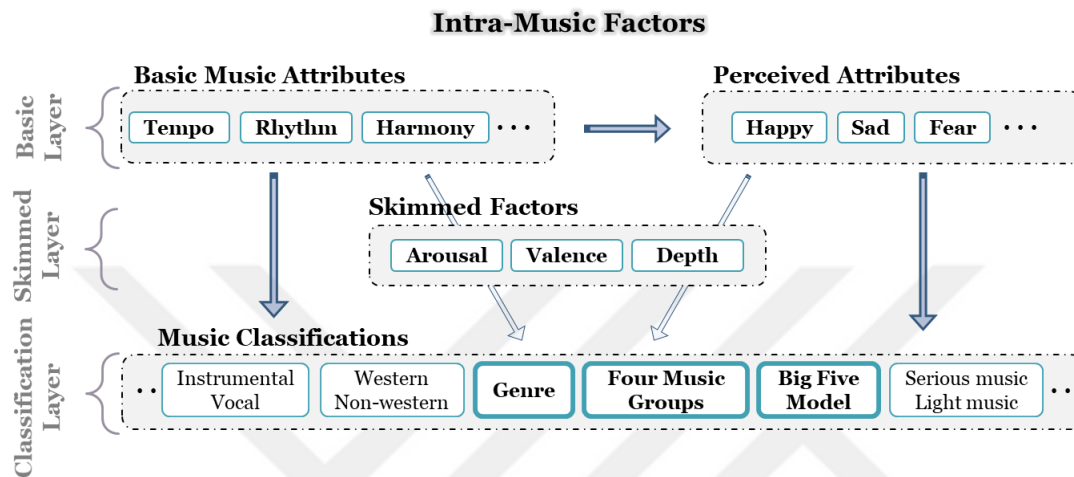 Intra-Music Factors
Basic Layer
Basic Music Attributes
Tempo
Rhythm
Harmony
...
Perceived Attributes
Happy
Sad
Fear
...
Skimmed Layer
Skimmed Factors
Arousal
Valence
Depth
Classification Layer
Music Classifications
..
Instrumental
Vocal
Western
Non-western
Genre
Four Music
Groups
Big Five
Model
Serious music
Light music
..